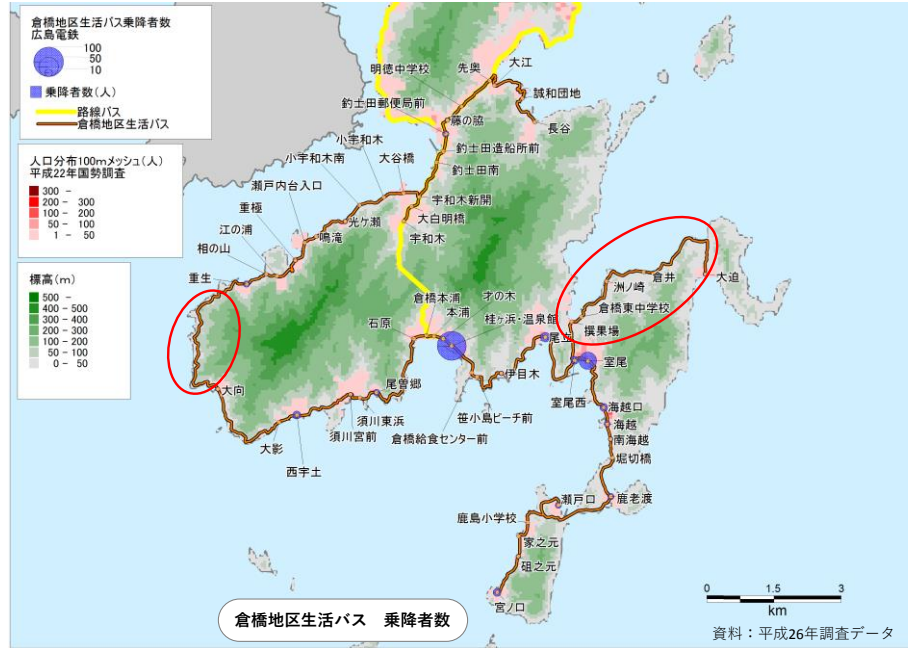 倉橋地区生活バス乗降者数
広島電鉄
100
50
10
乗降者数(人)
路線バス
倉橋地区生活バス
人口分布100mメッシュ(人)
平成22年国勢調査
300 -
200 - 300
100 - 200
50 - 100
1 - 50
標高(m)
500 -
400 - 500
300 - 400
200 - 300
100 - 200
50 - 100
0 - 50
大江
先奥
明徳中学校
誠和団地
釣士田郵便局前
藤の脇
長谷
小宇和木
釣士田造船所前
小宇和木南
大谷橋
釣士田南
瀬戸内台入口
宇和木新開
重極
光ケ瀬
大白明橋
江の浦
鳴滝
宇和木
相の山
重生
倉井
大迫
洲ノ崎
倉橋本浦
才の木
倉橋東中学校
本浦
石原
桂ヶ浜・温泉館
尾立
撰果場
室尾
大向
尾曽郷
伊目木
室尾西
笹小島ビーチ前
海越口
須川東浜
海越
大影
須川宮前
倉橋給食センター前
南海越
西宇土
堀切橋
瀬戸口
鹿老渡
鹿島小学校
家之元
砠之元
宮ノ口
0 1.5 3
km
倉橋地区生活バス 乗降者数
資料：平成26年調査データ